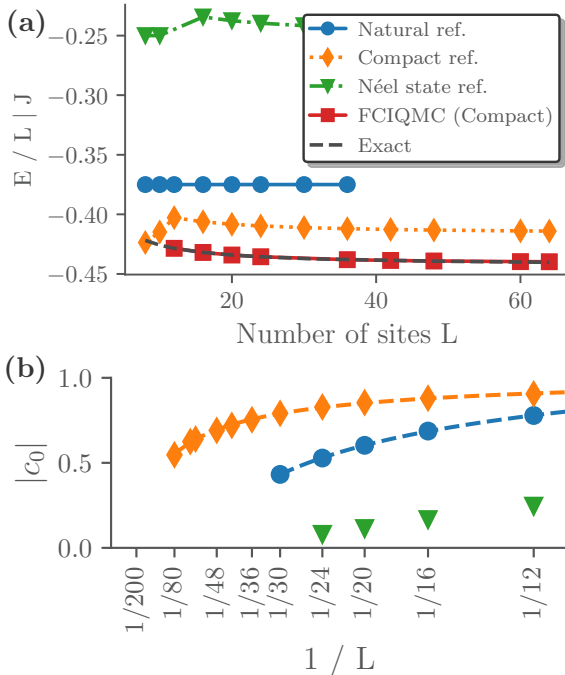 (a)
−0.25
−0.30
−0.35
−0.40
−0.45
E / L | J
Natural ref.
Compact ref.
Néel state ref.
FCIQMC (Compact)
Exact
20
40
60
Number of sites L
(b)
1.0
0.5
0.0
|c₀|
1/200
1/80
1/48
1/36
1/30
1/24
1/20
1/16
1/12
1 / L